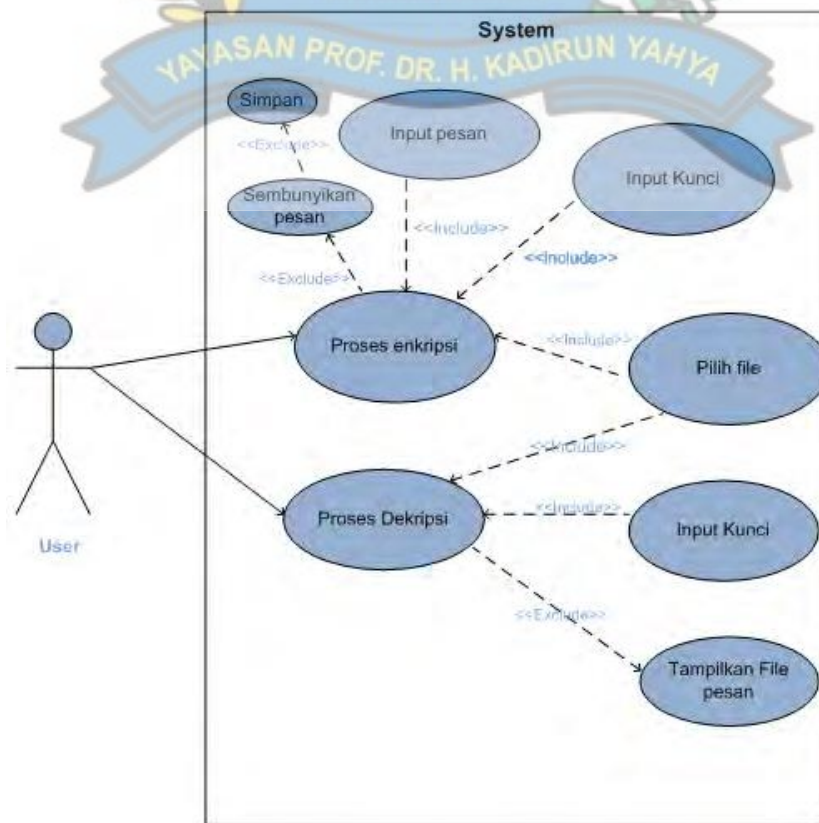 System
YAYASAN PROF. DR. H. KADIRUN YAHYA
Simpan
<<Exclude>>
Input pesan
Input Kunci
Sembunyikan
pesan
<<Include>>
<<Include>>
<<Exclude>>
Proses enkripsi
<<Include>>
Pilih file
<<Include>>
Proses Dekripsi
<<Include>>
Input Kunci
User
<<Exclude>>
Tampilkan File
pesan